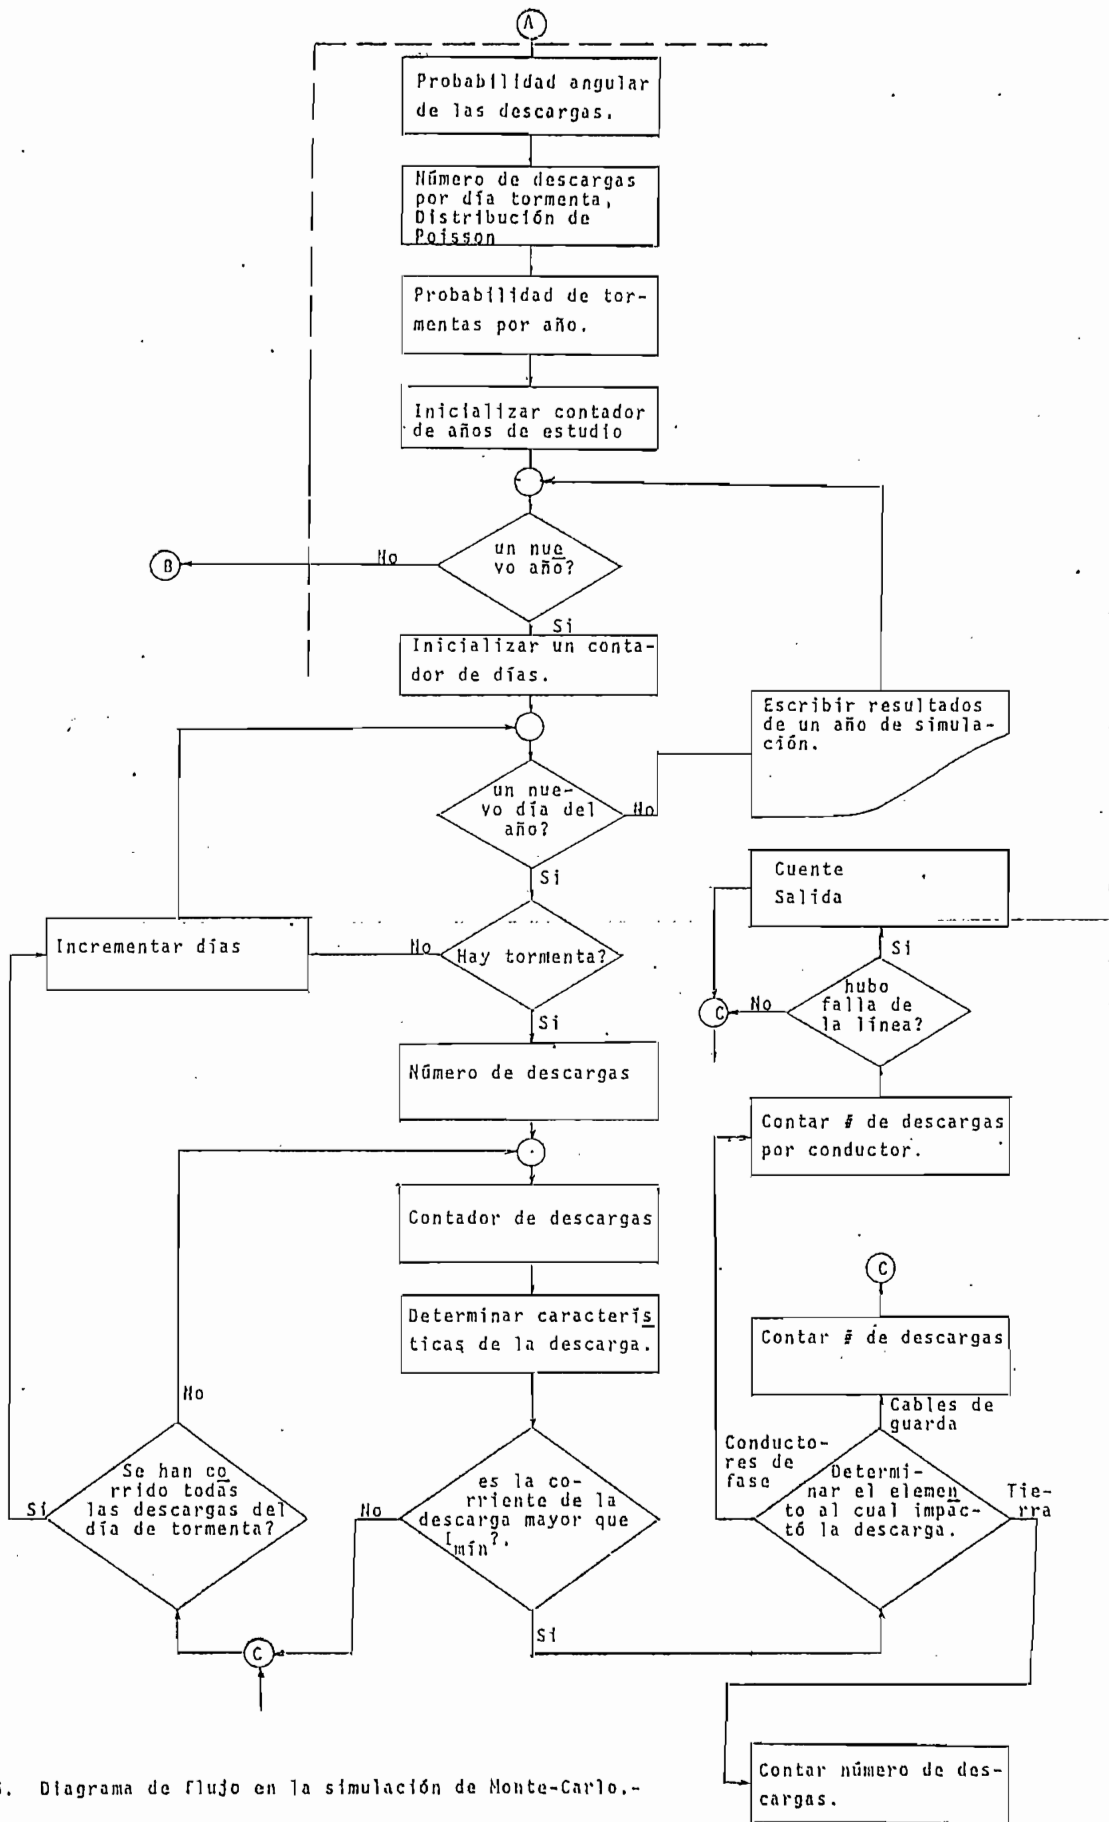 A
Probabilidad angular
de las descargas.
Número de descargas
por día tormenta,
Distribución de
Poisson
Probabilidad de tor-
mentas por año.
Inicializar contador
de años de estudio
un nue
vo año?
No
B
Si
Inicializar un conta-
dor de días.
Escribir resultados
de un año de simula-
ción.
un nue-
vo día del
año?
No
Si
Cuente
Salida
Incrementar días
No
Hay tormenta?
Si
Si
hubo
falla de
la línea?
No
C
Número de descargas
Contar # de descargas
por conductor.
Contador de descargas
C
Determinar caracterís
ticas de la descarga.
Contar # de descargas
No
Cables de
guarda
Conducto-
res de
fase
Se han co
rrido todas
las descargas del
día de tormenta?
Si
es la co-
rriente de la
descarga mayor que
Imín?.
No
Determi-
nar el elemen
to al cual impac-
tó la descarga.
Tie-
rra
Si
C
Contar número de des-
cargas.
. Diagrama de flujo en la simulación de Monte-Carlo.-